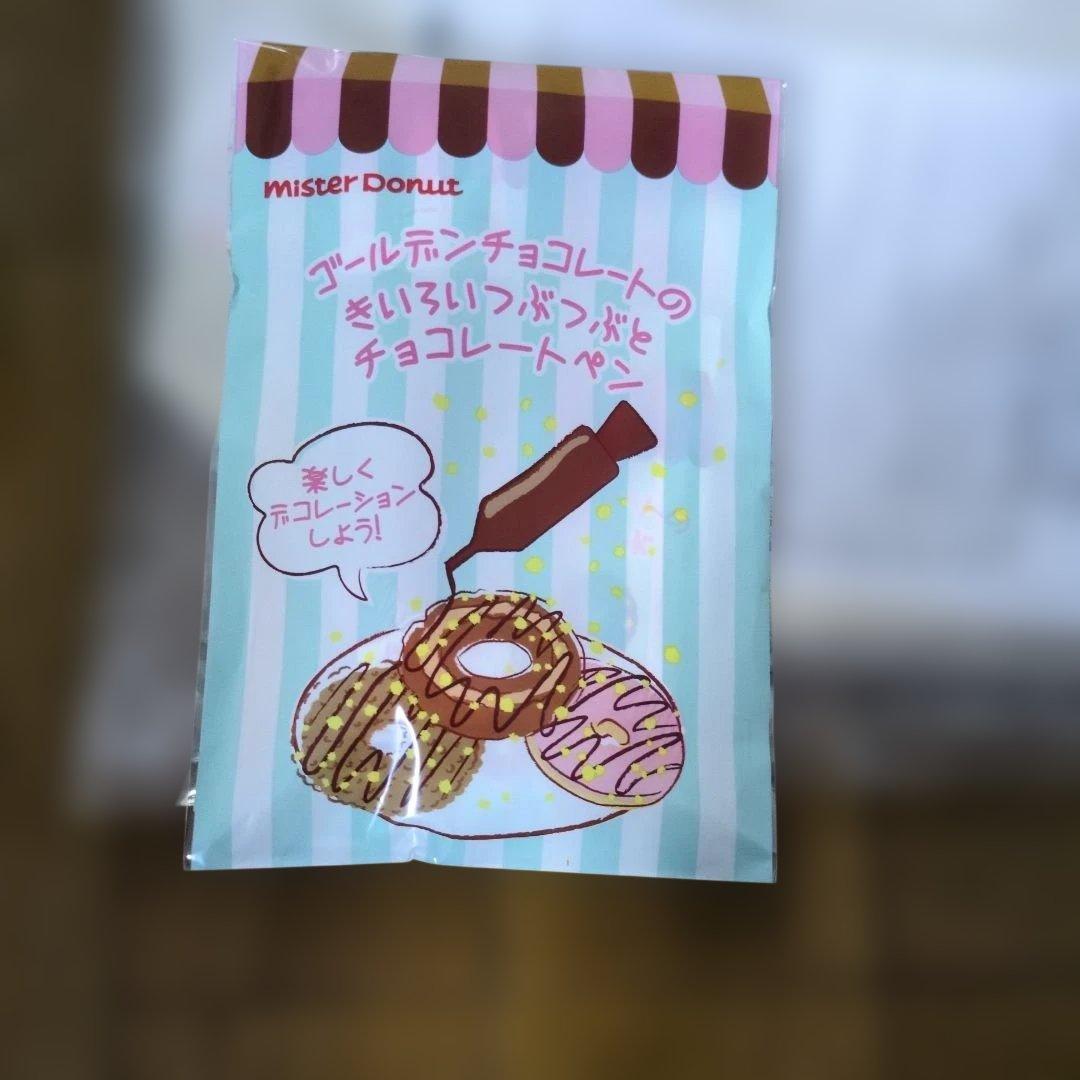 mister Donut
ゴールデンチョコレートの
きいろいつぶつぶと
チョコレートペン
楽しく
デコレーション
しよう!